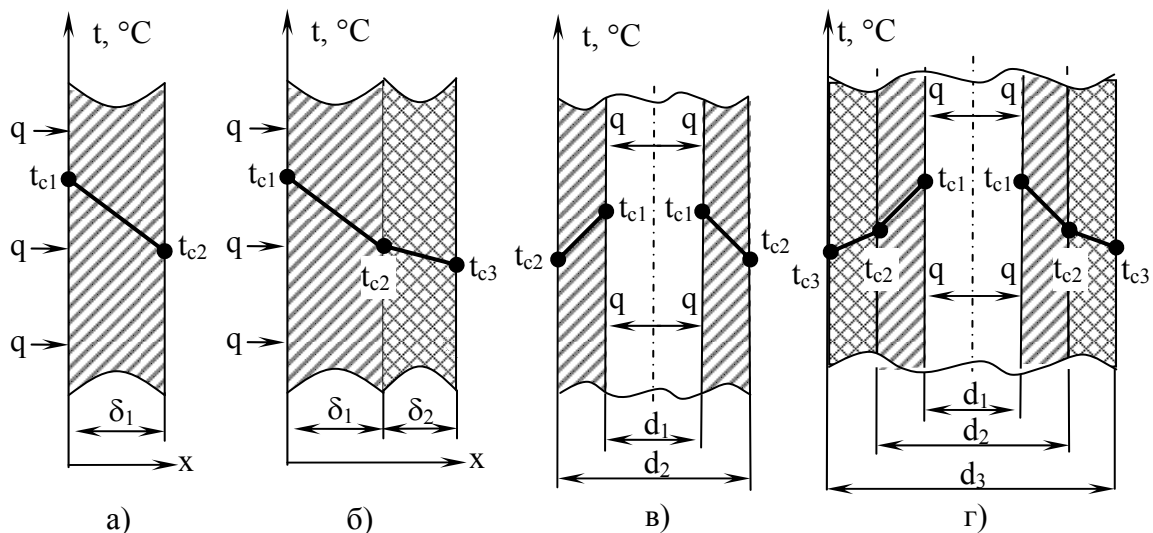 t, °C
q
t_c1
q
t_c2
q
δ₁
x
а)
t, °C
q
t_c1
q
t_c2
t_c3
q
δ₁
δ₂
x
б)
t, °C
q q
t_c1 t_c1
t_c2 t_c2
q q
d₁
d₂
в)
t, °C
q q
t_c1 t_c1
t_c3 t_c2 t_c2 t_c3
q q
d₁
d₂
d₃
г)